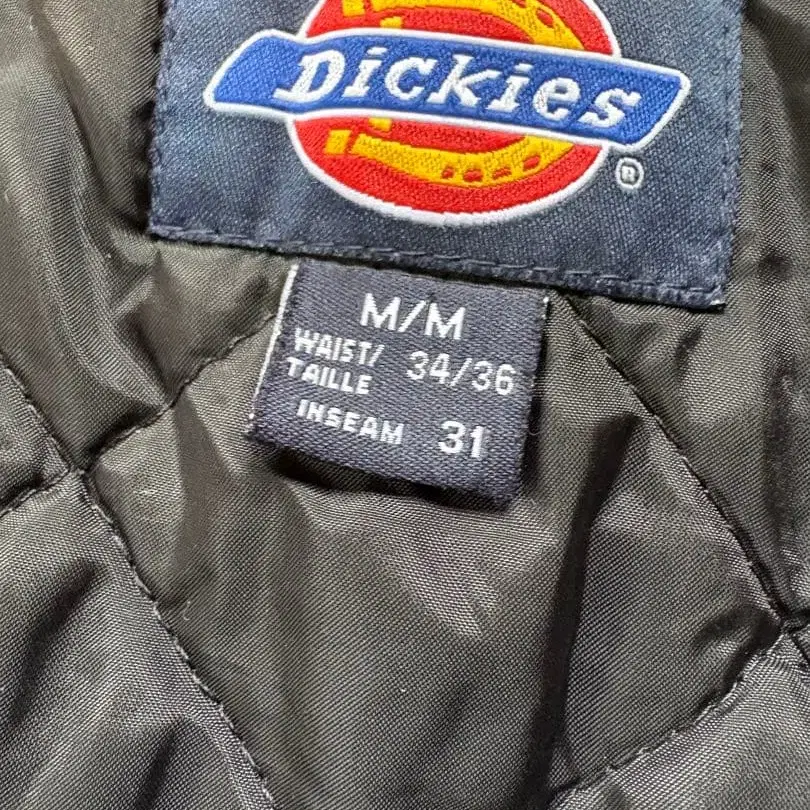 Dickies
®
M/M
WAIST/ 34/36
TAILLE
INSEAM 31